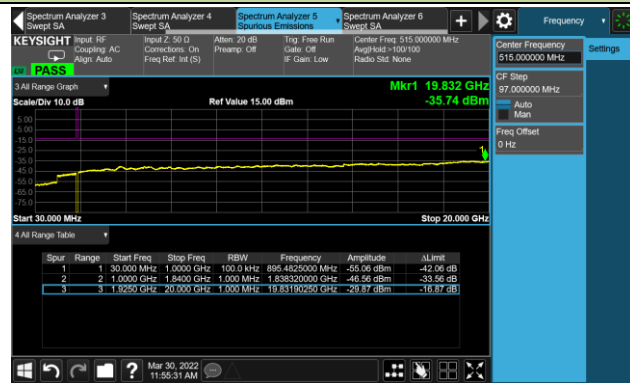 Spectrum Analyzer 3
Swept SA
Spectrum Analyzer 4
Swept SA
Spectrum Analyzer 5
Spurious Emissions
Spectrum Analyzer 6
Swept SA
Frequency
KEYSIGHT
Input: RF
Coupling: AC
Align: Auto
Input Z: 50 Ω
Corrections: On
Freq Ref: Int (S)
Atten: 20 dB
Preamp: Off
Trig: Free Run
Gate: Off
IF Gain: Low
Center Freq: 515.000000 MHz
Avg|Hold:>100/100
Radio Std: None
PASS
Center Frequency
515.000000 MHz
Settings
CF Step
97.000000 MHz
Auto
Man
Freq Offset
0 Hz
3 All Range Graph
Mkr1 19.832 GHz
Scale/Div 10.0 dB
Ref Value 15.00 dBm
-35.74 dBm
5.00
-5.00
-15.0
-25.0
-35.0
-45.0
-55.0
-65.0
-75.0
1
Start 30.000 MHz
Stop 20.000 GHz
4 All Range Table
Spur Range Start Freq Stop Freq RBW Frequency Amplitude ΔLimit
1 1 30.000 MHz 1.0000 GHz 100.0 kHz 895.4825000 MHz -55.06 dBm -42.06 dB
2 2 1.0000 GHz 1.8400 GHz 1.000 MHz 1.838320000 GHz -46.56 dBm -33.56 dB
3 3 1.9250 GHz 20.000 GHz 1.000 MHz 19.83190250 GHz -29.87 dBm -16.87 dB
?
Mar 30, 2022
11:55:31 AM